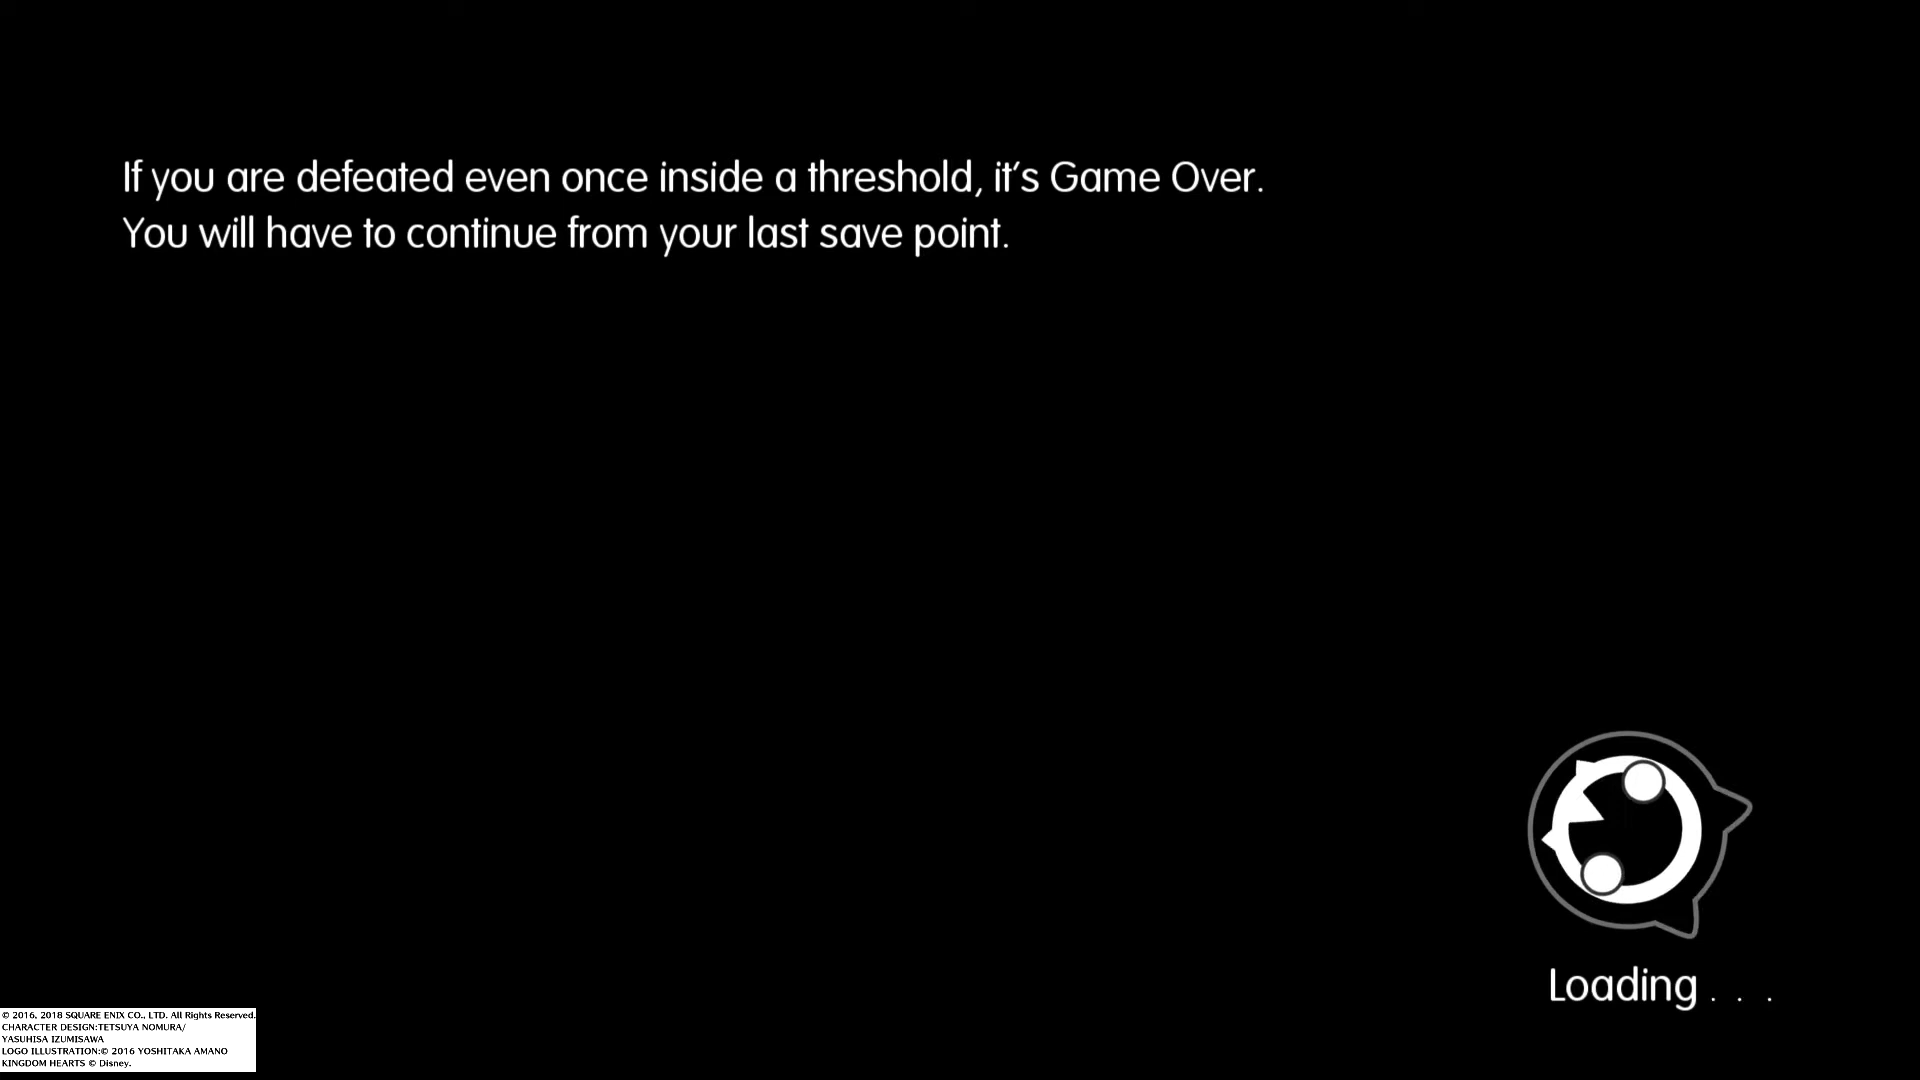 If you are defeated even once inside a threshold, it's Game Over.
You will have to continue from your last save point.
Loading . . .
© 2016, 2018 SQUARE ENIX CO., LTD. All Rights Reserved.
CHARACTER DESIGN:TETSUYA NOMURA/
YASUHISA IZUMISAWA
LOGO ILLUSTRATION:© 2016 YOSHITAKA AMANO
KINGDOM HEARTS © Disney.